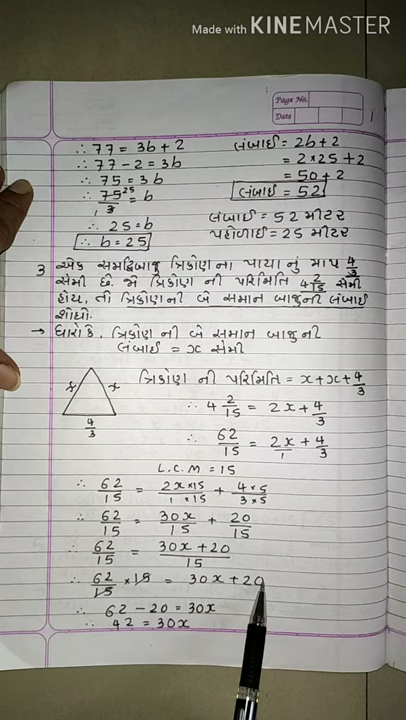 Made with KINEMASTER
Page No.
Date
∴ 77 = 3b + 2
∴ 77 - 2 = 3b
∴ 75 = 3b
∴ 75/3 = b
25
1
∴ 25 = b
∴ b = 25
લંબાઈ = 2b + 2
= 2 × 25 + 2
= 50 + 2
લંબાઈ = 52
લંબાઈ = 52 મીટર
પહોળાઈ = 25 મીટર
3 એક સમદ્વિબાજુ ત્રિકોણ ના પાયા નું માપ 4/3
સેમી છે. જો ત્રિકોણ ની પરિમિતિ 4 2/15 સેમી
હોય, તો ત્રિકોણ ની બે સમાન બાજુની લંબાઈ
શોધો.
→ ધારો કે, ત્રિકોણ ની બે સમાન બાજુ ની
લંબાઈ = x સેમી
x x
4/3
ત્રિકોણ ની પરિમિતિ = x + x + 4/3
∴ 4 2/15 = 2x + 4/3
∴ 62/15 = 2x/1 + 4/3
L.C.M = 15
∴ 62/15 = 2x × 15/1 × 15 + 4 × 5/3 × 5
∴ 62/15 = 30x/15 + 20/15
∴ 62/15 = 30x + 20/15
∴ 62/15 × 15 = 30x + 20
∴ 62 - 20 = 30x
∴ 42 = 30x